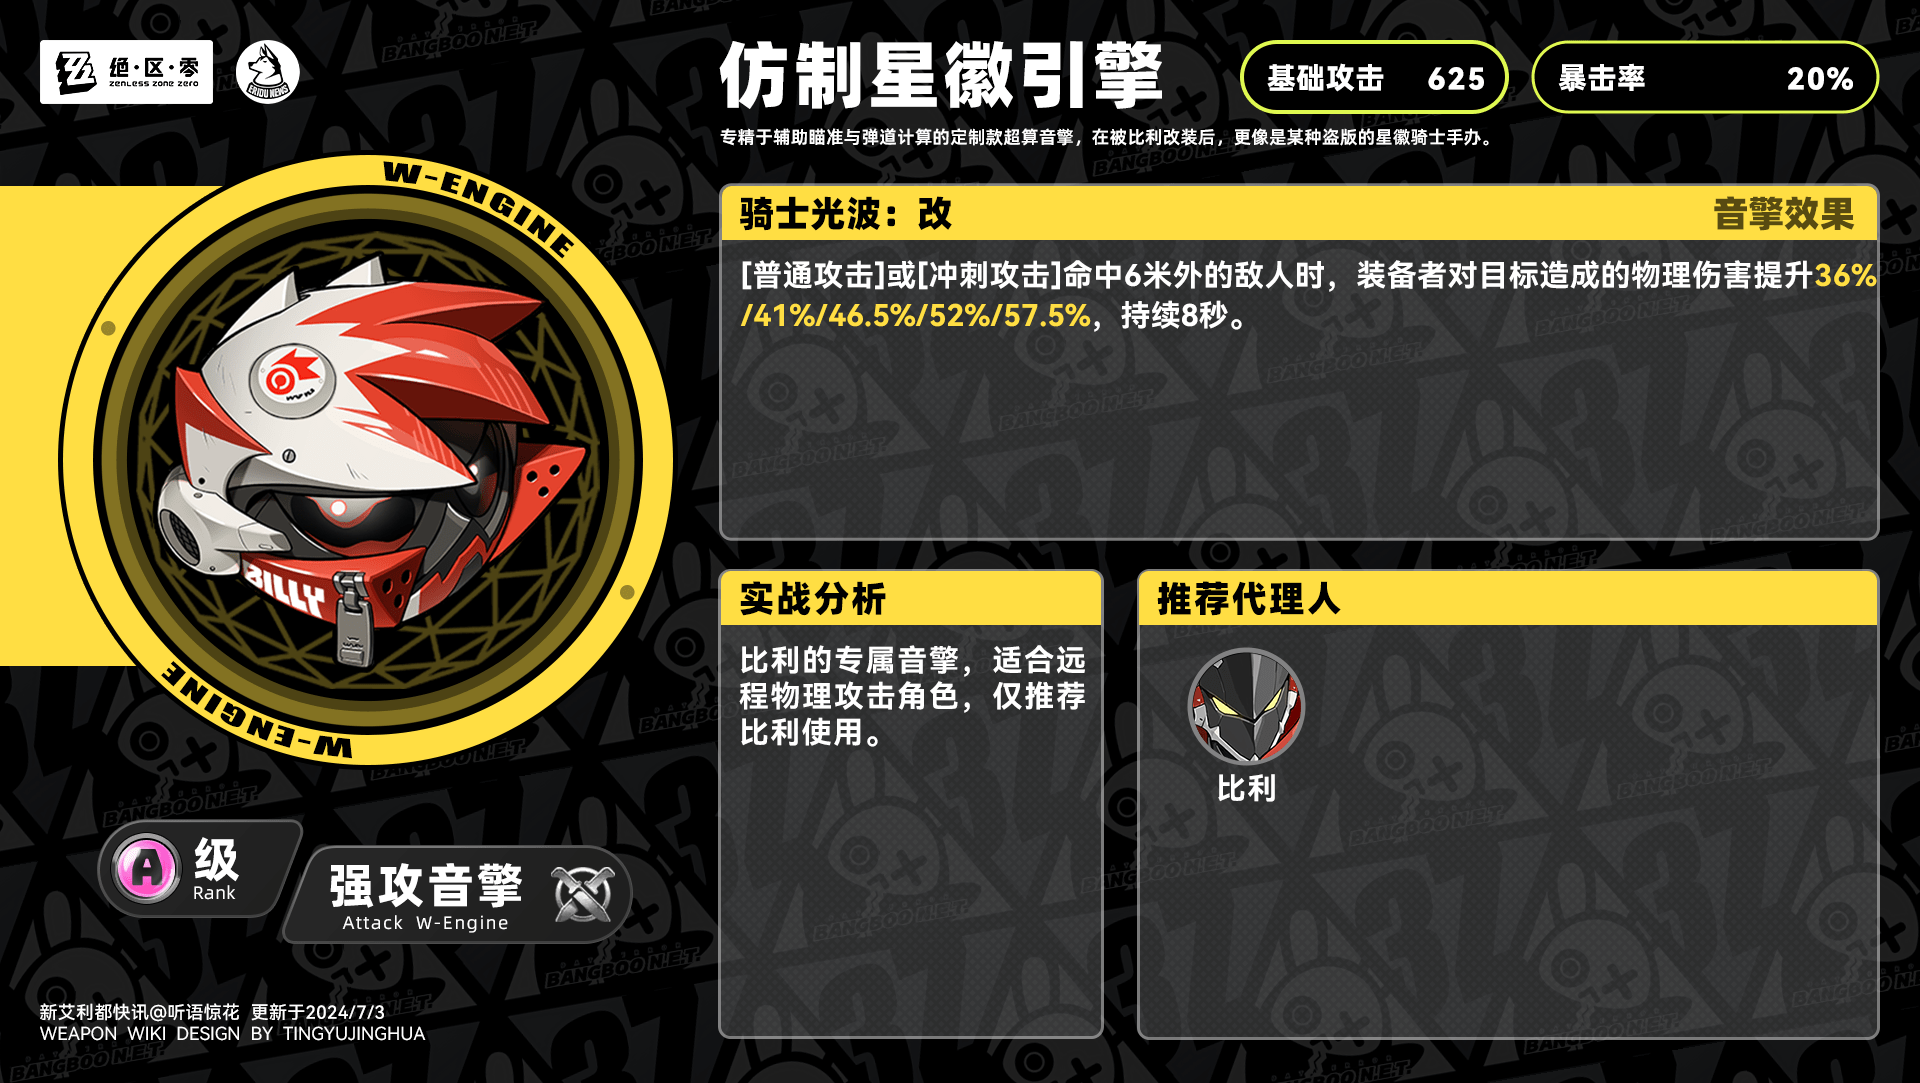 绝·区·零
ZENLESS ZONE ZERO
ERIDU NEWS
仿制星徽引擎
基础攻击 625
暴击率 20%
专精于辅助瞄准与弹道计算的定制款超算音擎，在被比利改装后，更像是某种盗版的星徽骑士手办。
W-ENGINE
BILLY
W-ENGINE
骑士光波：改
音擎效果
[普通攻击]或[冲刺攻击]命中6米外的敌人时，装备者对目标造成的物理伤害提升36%
/41%/46.5%/52%/57.5%，持续8秒。
实战分析
比利的专属音擎，适合远
程物理攻击角色，仅推荐
比利使用。
推荐代理人
比利
A 级
Rank
强攻音擎
Attack W-Engine
新艾利都快讯@听语惊花 更新于2024/7/3
WEAPON WIKI DESIGN BY TINGYUJINGHUA
BANGBOO N.E.T.